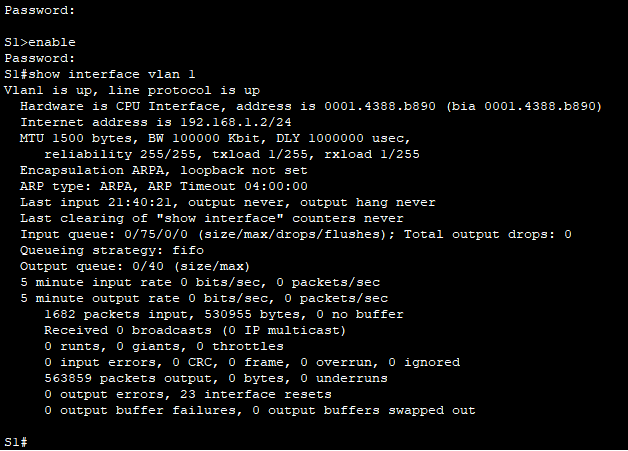 Password:
S1>enable
Password:
S1#show interface vlan 1
Vlan1 is up, line protocol is up
Hardware is CPU Interface, address is 0001.4388.b890 (bia 0001.4388.b890)
Internet address is 192.168.1.2/24
MTU 1500 bytes, BW 100000 Kbit, DLY 1000000 usec,
reliability 255/255, txload 1/255, rxload 1/255
Encapsulation ARPA, loopback not set
ARP type: ARPA, ARP Timeout 04:00:00
Last input 21:40:21, output never, output hang never
Last clearing of "show interface" counters never
Input queue: 0/75/0/0 (size/max/drops/flushes); Total output drops: 0
Queueing strategy: fifo
Output queue: 0/40 (size/max)
5 minute input rate 0 bits/sec, 0 packets/sec
5 minute output rate 0 bits/sec, 0 packets/sec
1682 packets input, 530955 bytes, 0 no buffer
Received 0 broadcasts (0 IP multicast)
0 runts, 0 giants, 0 throttles
0 input errors, 0 CRC, 0 frame, 0 overrun, 0 ignored
563859 packets output, 0 bytes, 0 underruns
0 output errors, 23 interface resets
0 output buffer failures, 0 output buffers swapped out
S1#